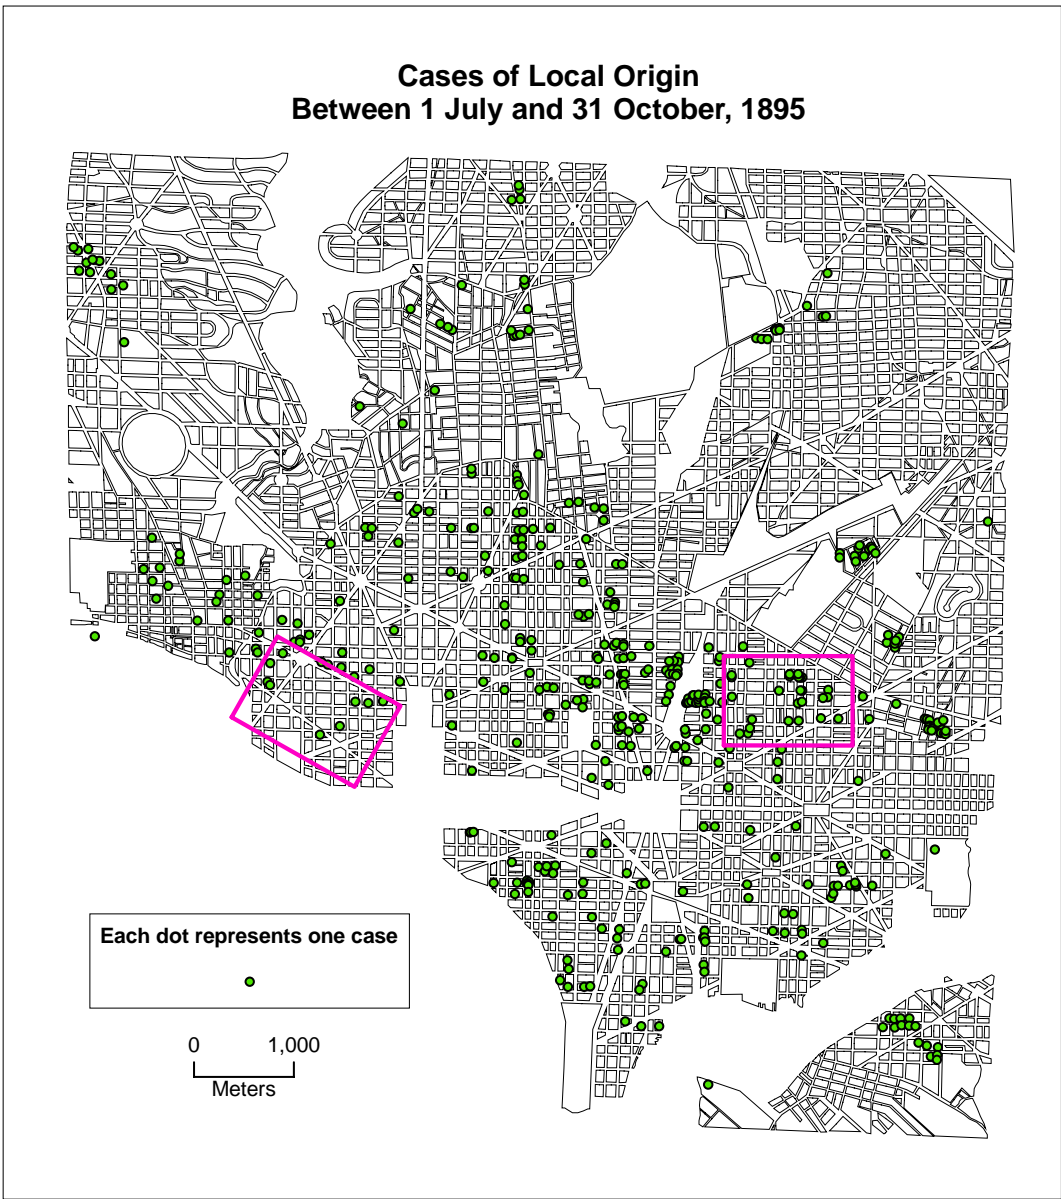 Cases of Local Origin
Between 1 July and 31 October, 1895
Each dot represents one case
0 1,000
Meters